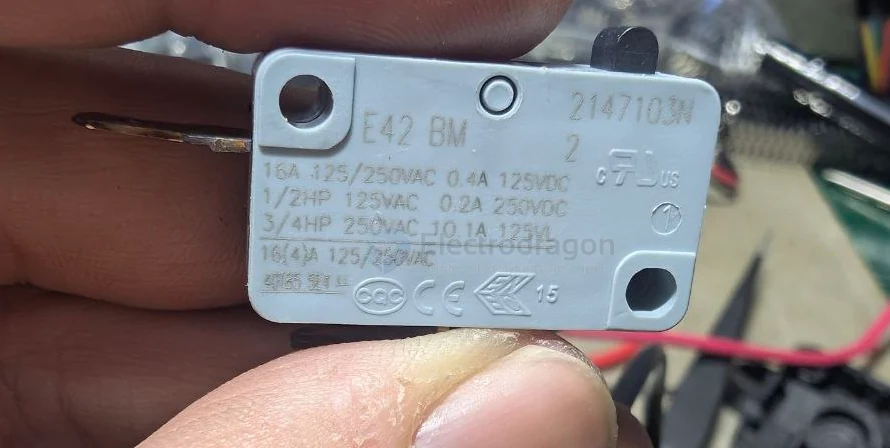 E42 BM
2147103N
2
c RU US
16A 125/250VAC 0.4A 125VDC
1/2HP 125VAC 0.2A 250VDC
3/4HP 250VAC 10.1A 125VL
Electrodragon
16(4)A 125/250VAC
CQC CE 15